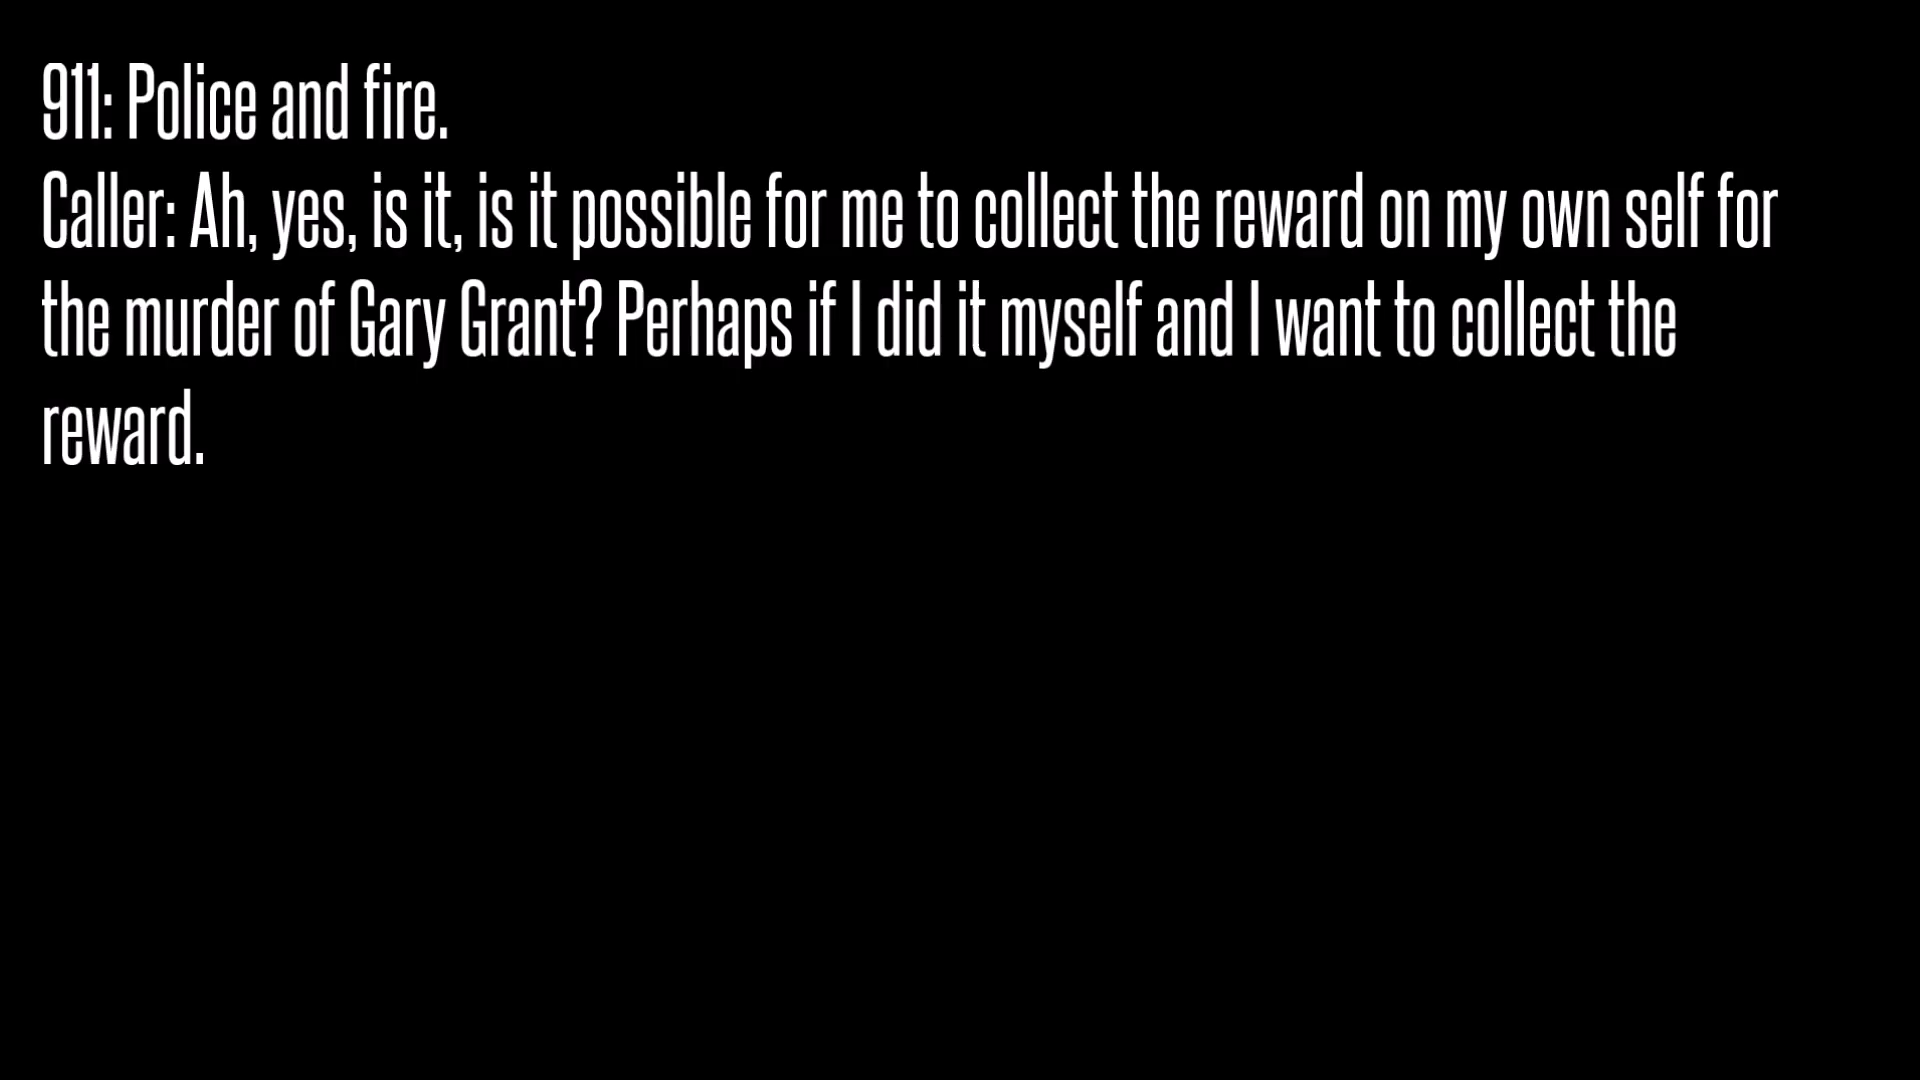 911: Police and fire.
Caller: Ah, yes, is it, is it possible for me to collect the reward on my own self for
the murder of Gary Grant? Perhaps if I did it myself and I want to collect the
reward.